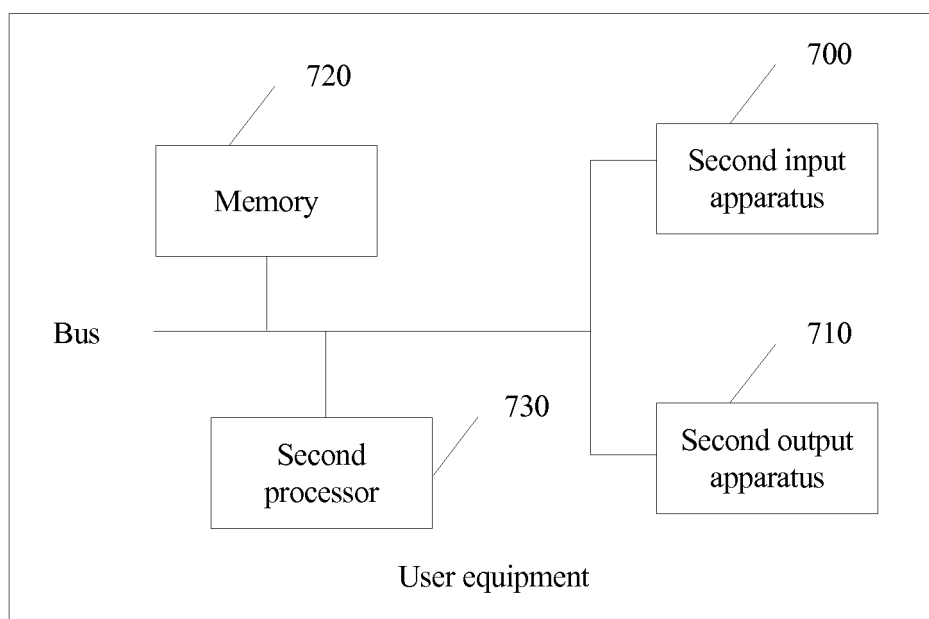 700
720
Second input
apparatus
Memory
Bus
710
730
Second output
apparatus
Second
processor
User equipment